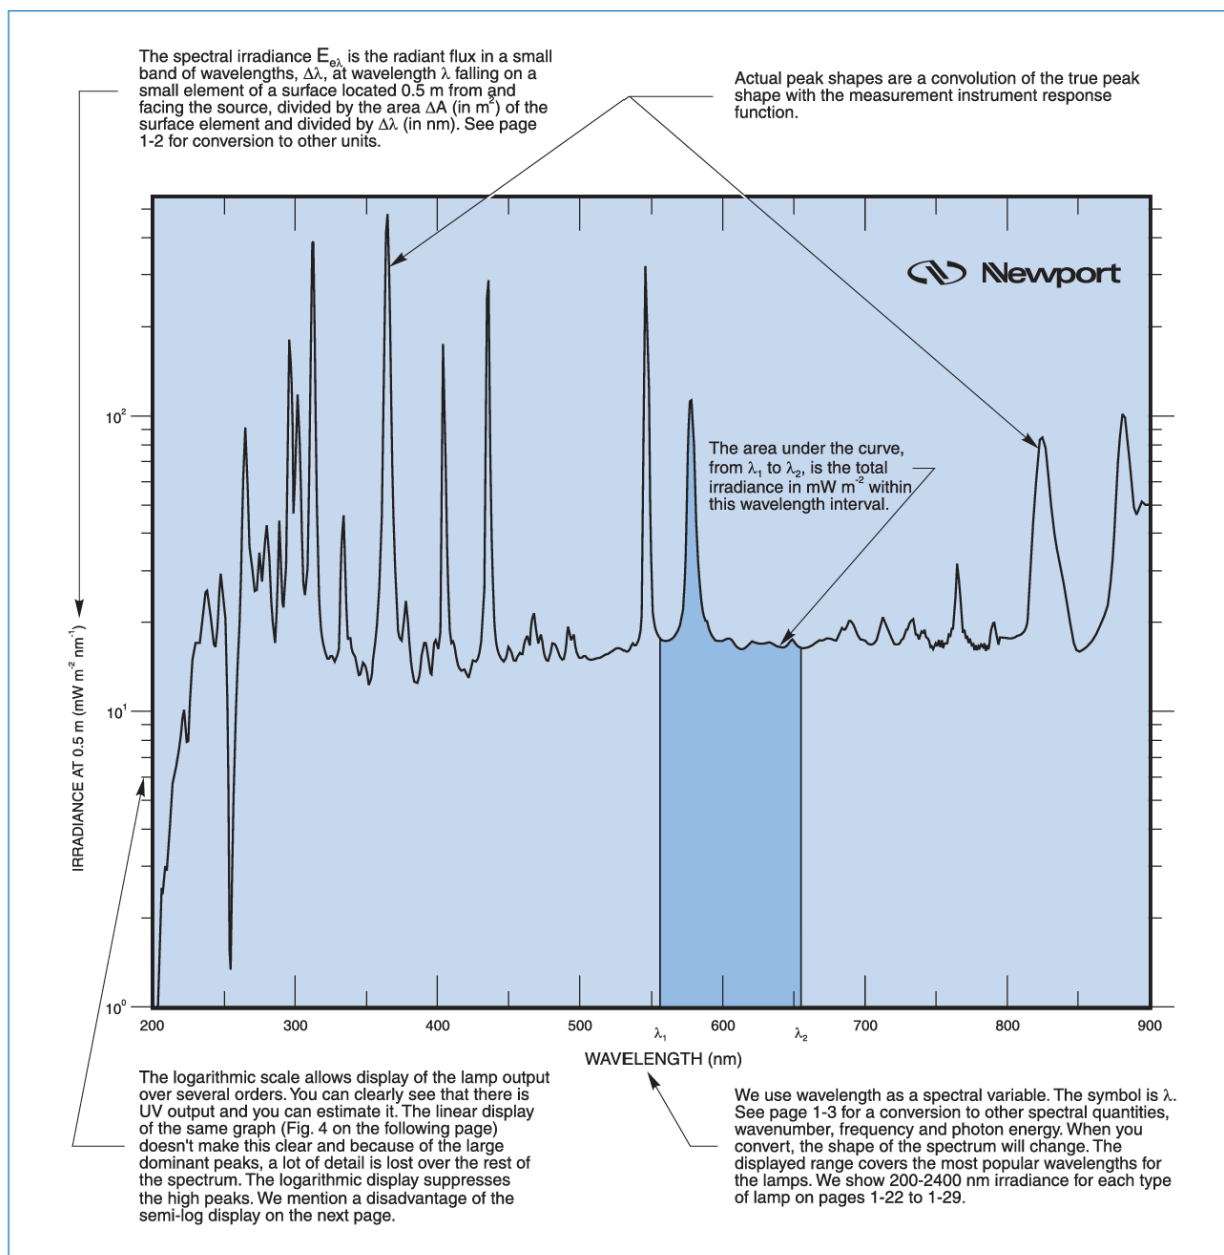 The spectral irradiance Eeλ is the radiant flux in a small
band of wavelengths, Δλ, at wavelength λ falling on a
small element of a surface located 0.5 m from and
facing the source, divided by the area ΔA (in m²) of the
surface element and divided by Δλ (in nm). See page
1-2 for conversion to other units.
Actual peak shapes are a convolution of the true peak
shape with the measurement instrument response
function.
Newport
The area under the curve,
from λ₁ to λ₂, is the total
irradiance in mW m⁻² within
this wavelength interval.
IRRADIANCE AT 0.5 m (mW m⁻² nm⁻¹)
10²
10¹
10⁰
200
300
400
500
λ₁
600
λ₂
700
800
900
WAVELENGTH (nm)
The logarithmic scale allows display of the lamp output
over several orders. You can clearly see that there is
UV output and you can estimate it. The linear display
of the same graph (Fig. 4 on the following page)
doesn't make this clear and because of the large
dominant peaks, a lot of detail is lost over the rest of
the spectrum. The logarithmic display suppresses
the high peaks. We mention a disadvantage of the
semi-log display on the next page.
We use wavelength as a spectral variable. The symbol is λ.
See page 1-3 for a conversion to other spectral quantities,
wavenumber, frequency and photon energy. When you
convert, the shape of the spectrum will change. The
displayed range covers the most popular wavelengths for
the lamps. We show 200-2400 nm irradiance for each type
of lamp on pages 1-22 to 1-29.